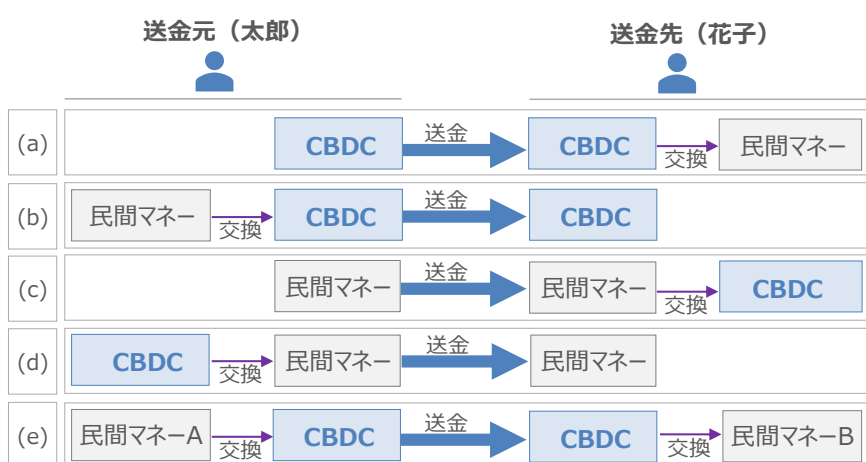 送金元（太郎）
送金先（花子）
(a)
CBDC
送金
CBDC
交換
民間マネー
(b)
民間マネー
交換
CBDC
送金
CBDC
(c)
民間マネー
送金
民間マネー
交換
CBDC
(d)
CBDC
交換
民間マネー
送金
民間マネー
(e)
民間マネーA
交換
CBDC
送金
CBDC
交換
民間マネーB